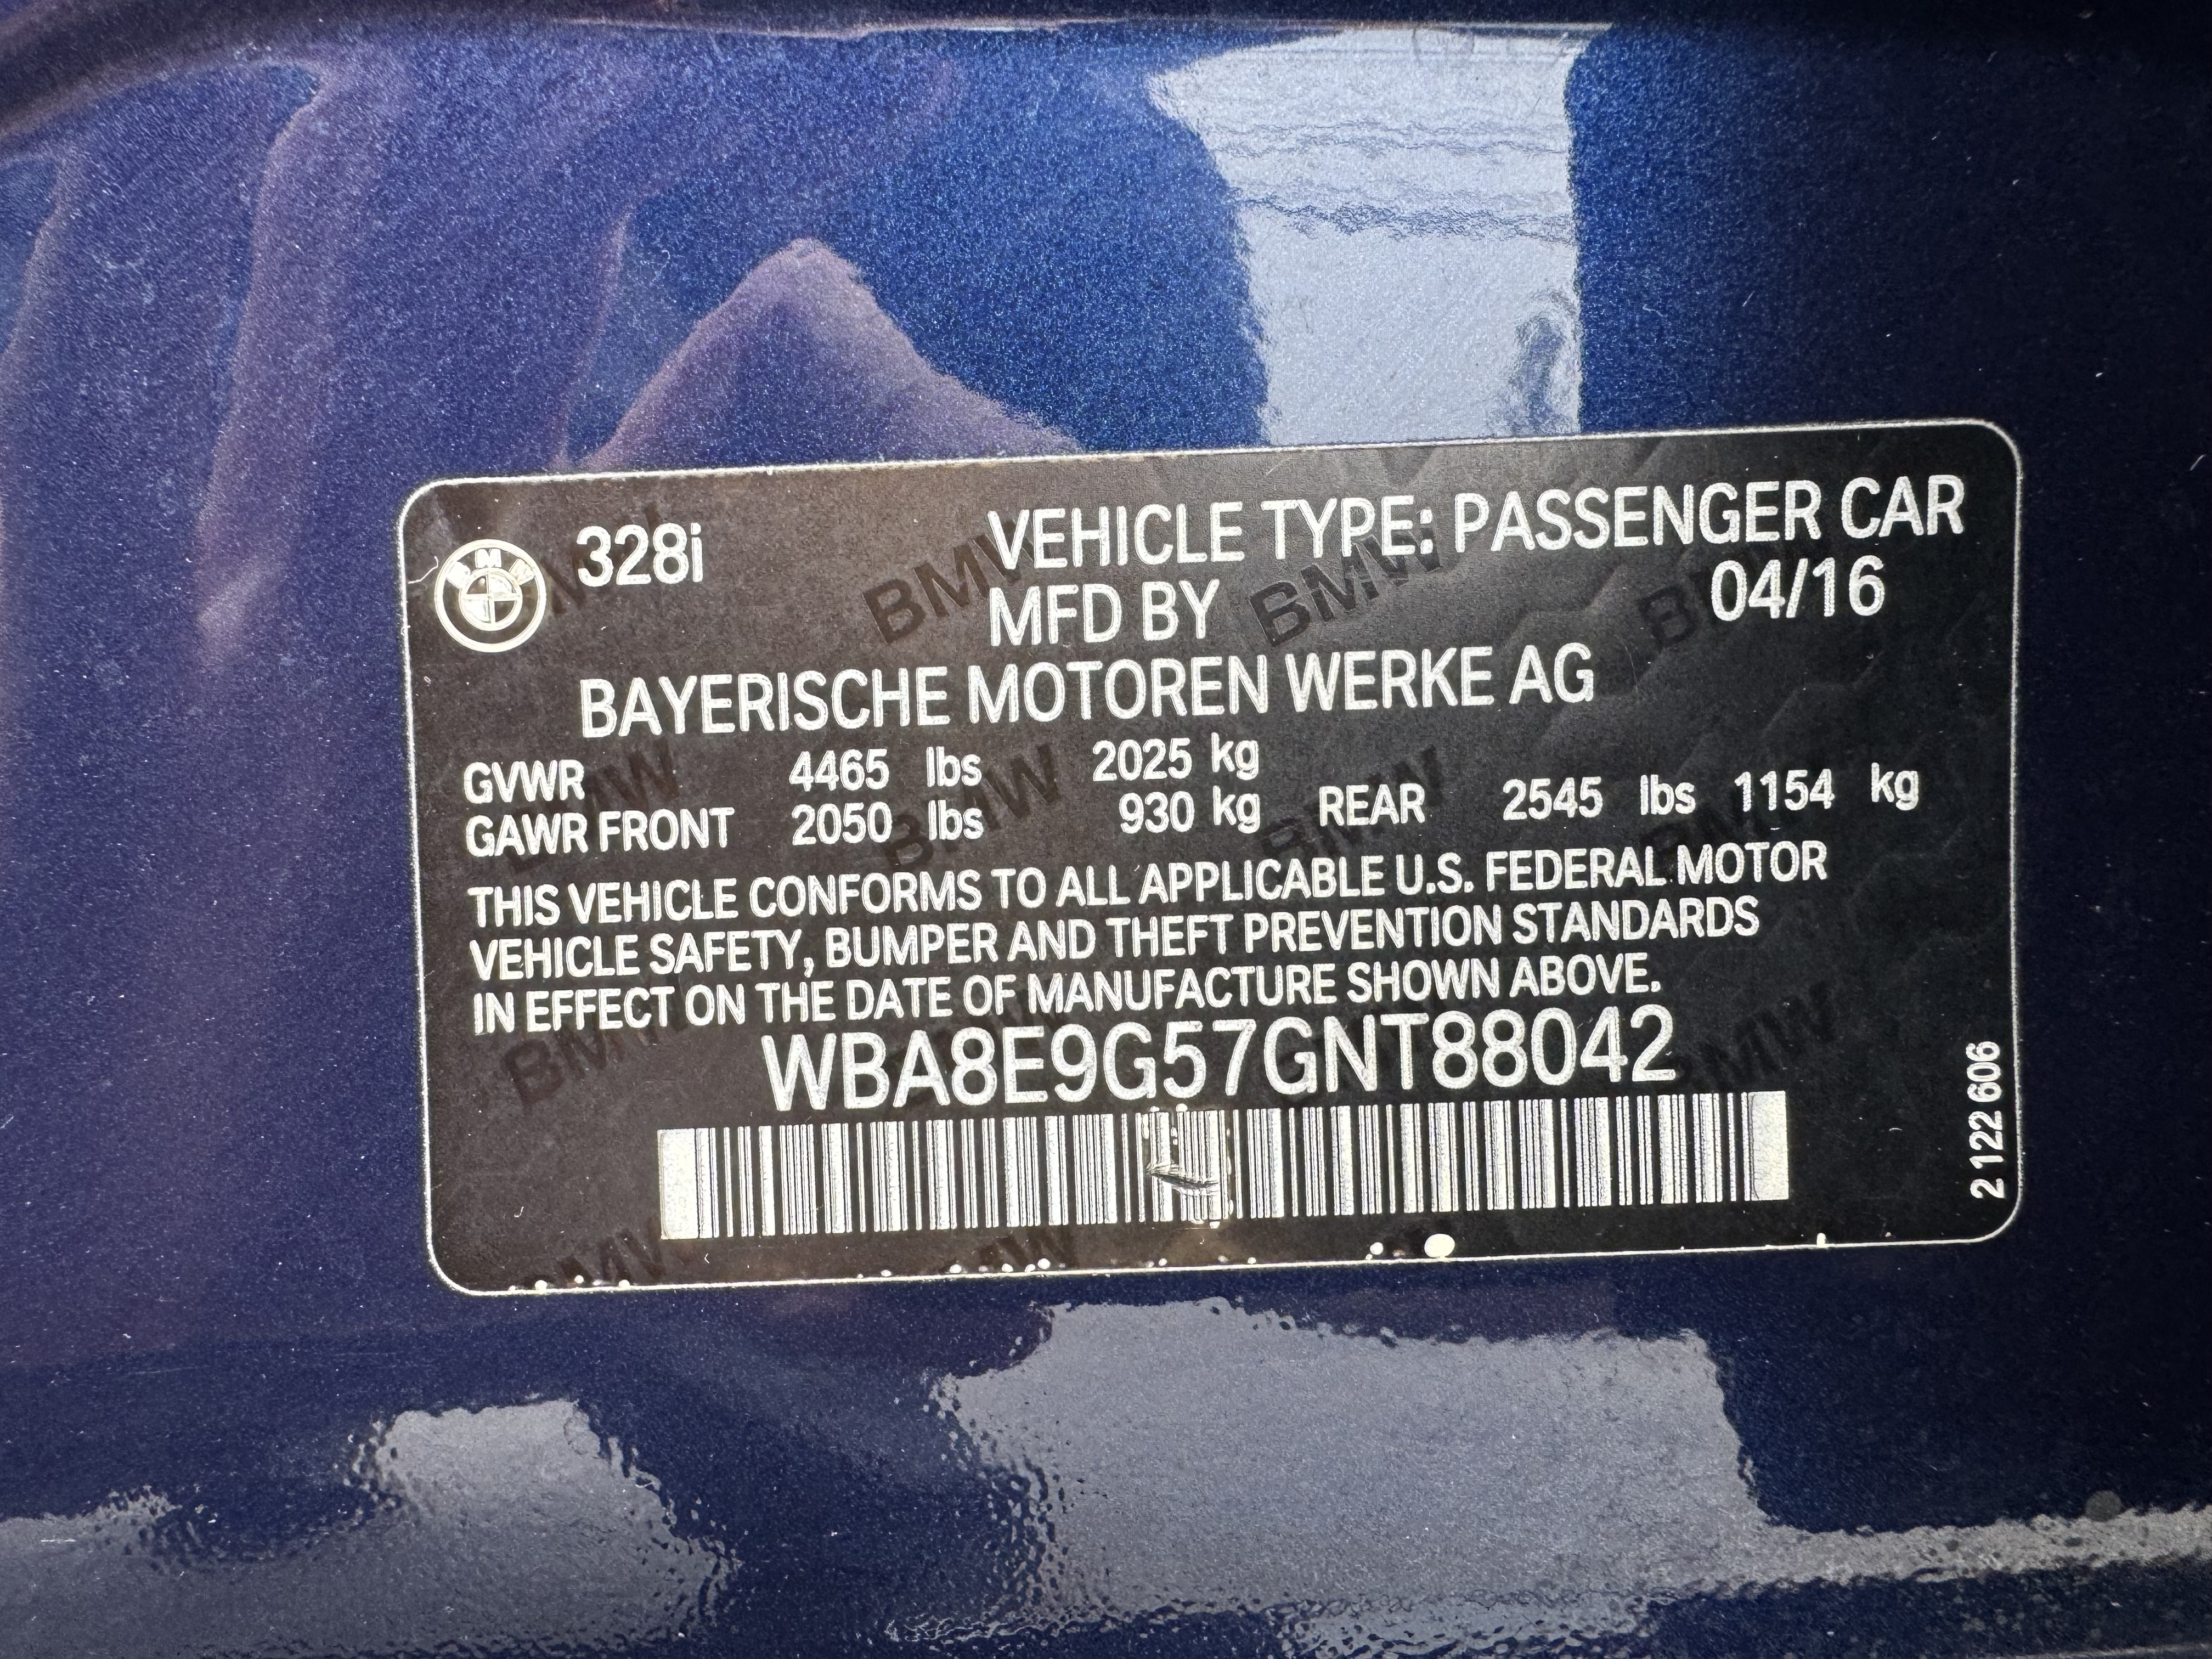 BMW 328i VEHICLE TYPE: PASSENGER CAR
MFD BY 04/16
BAYERISCHE MOTOREN WERKE AG
GVWR 4465 lbs 2025 kg
GAWR FRONT 2050 lbs 930 kg REAR 2545 lbs 1154 kg
THIS VEHICLE CONFORMS TO ALL APPLICABLE U.S. FEDERAL MOTOR
VEHICLE SAFETY, BUMPER AND THEFT PREVENTION STANDARDS
IN EFFECT ON THE DATE OF MANUFACTURE SHOWN ABOVE.
WBA8E9G57GNT88042
2 122 606